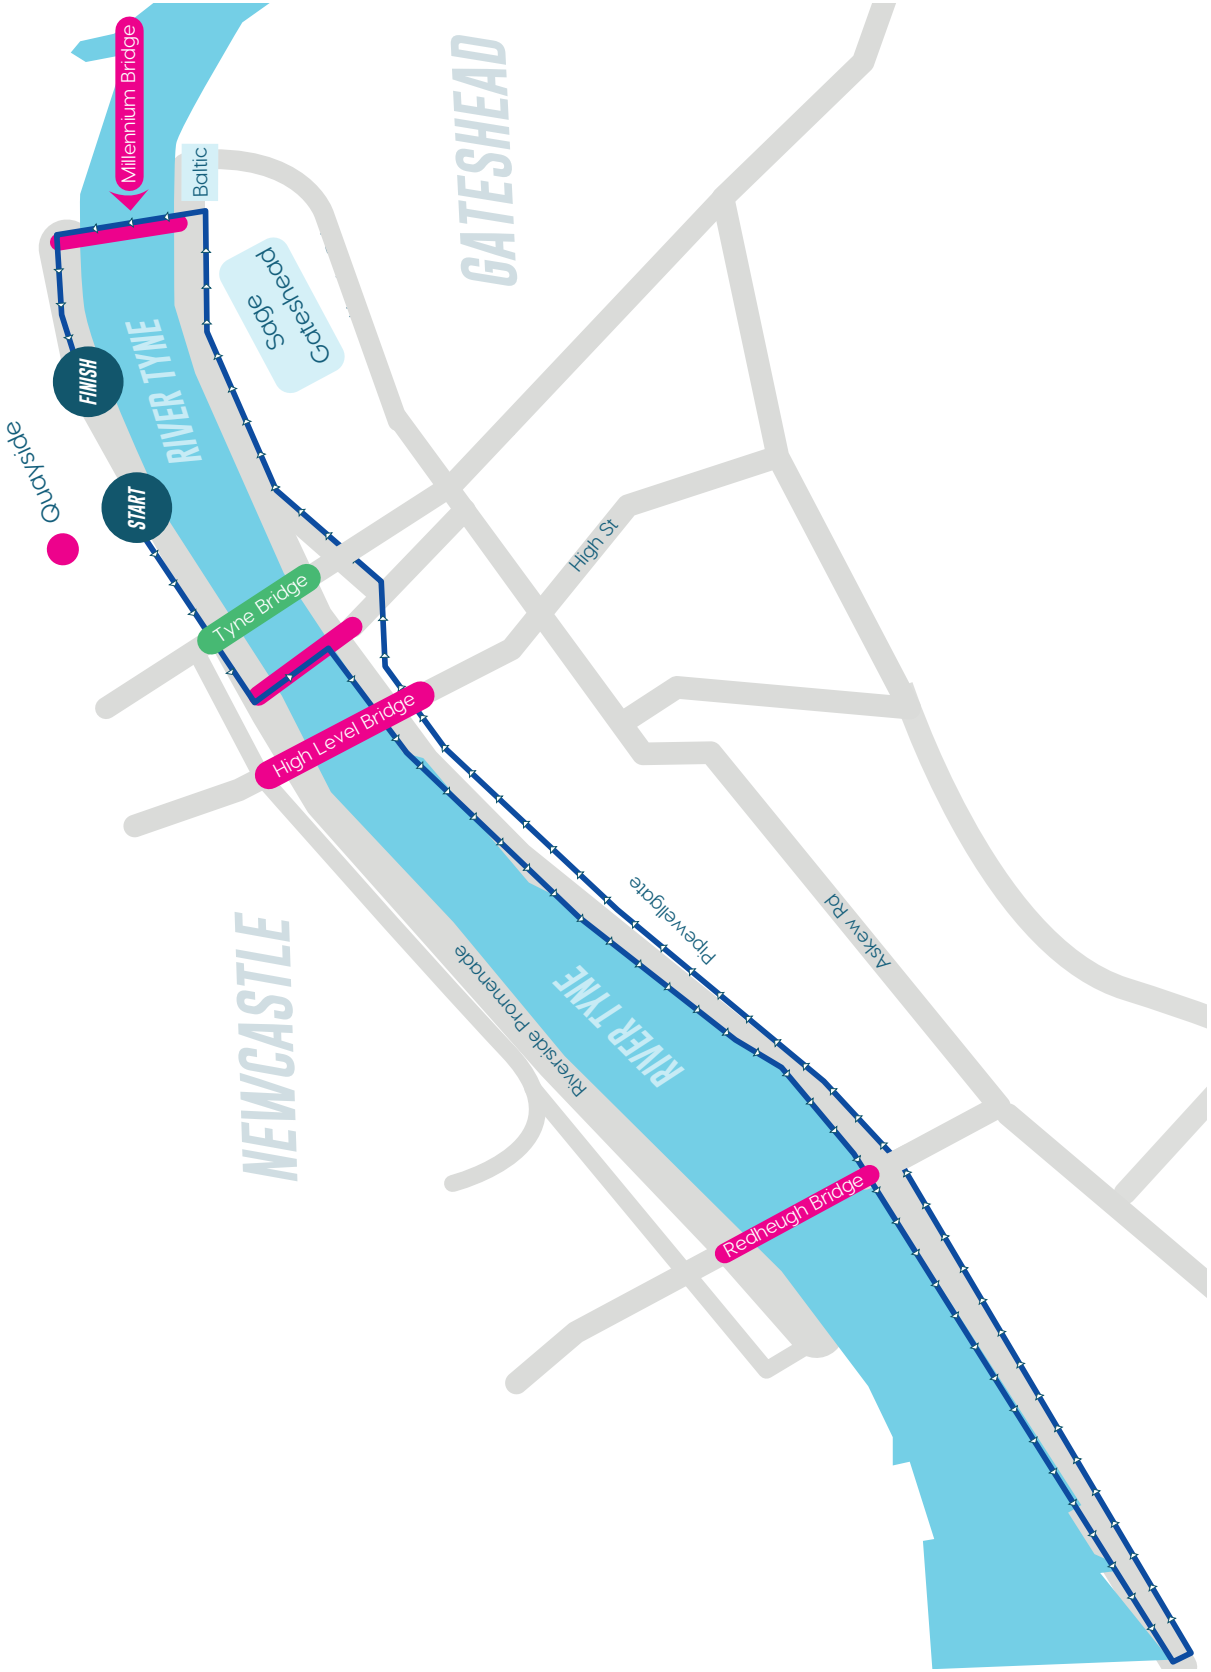 GATESHEAD
Millennium Bridge
Baltic
Sage
Gateshead
RIVER TYNE
FINISH
Quayside
START
High St
Tyne Bridge
High Level Bridge
Pipewellgate
Askew Rd
NEWCASTLE
Riverside Promenade
RIVER TYNE
Redheugh Bridge